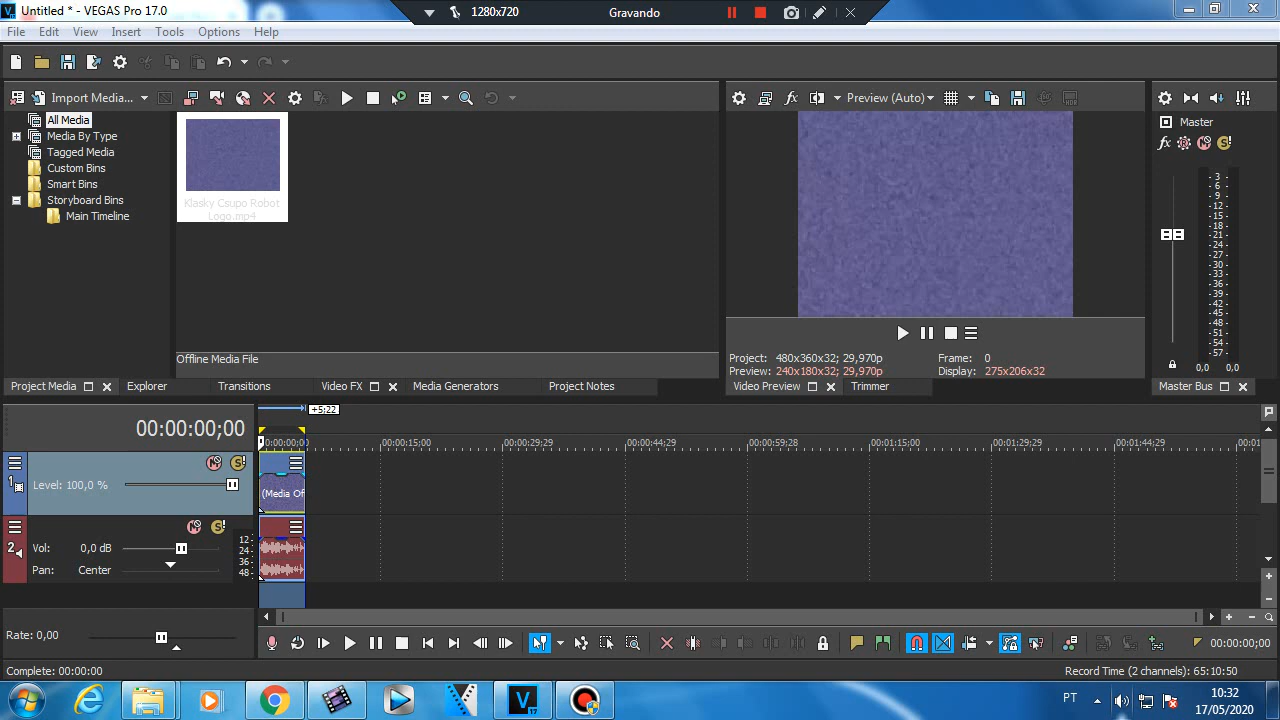 Untitled * - VEGAS Pro 17.0
1280x720
Gravando
File Edit View Insert Tools Options Help
Import Media...
Preview (Auto)
All Media
Media By Type
Tagged Media
Custom Bins
Smart Bins
Storyboard Bins
Main Timeline
Klasky Csupo Robot
Logo.mp4
Offline Media File
Project Media
Explorer
Transitions
Video FX
Media Generators
Project Notes
Project: 480x360x32; 29,970p
Frame: 0
Preview: 240x180x32; 29,970p
Display: 275x206x32
Video Preview
Trimmer
Master
fx
- 3 -
- 6 -
- 9 -
- 12 -
- 15 -
- 18 -
- 21 -
- 24 -
- 27 -
- 30 -
- 33 -
- 36 -
- 39 -
- 42 -
- 45 -
- 48 -
- 51 -
- 54 -
- 57 -
0,0 0,0
Master Bus
+5;22
00:00:00;00
00:00:00;00 00:00:15;00 00:00:29;29 00:00:44;29 00:00:59;28 00:01:15;00 00:01:29;29 00:01:44;29
1
Level: 100,0 %
(Media Of
2
Vol: 0,0 dB
Pan: Center
12
24
36
48
Rate: 0,00
00:00:00;00
Complete: 00:00:00
Record Time (2 channels): 65:10:50
PT
10:32
17/05/2020